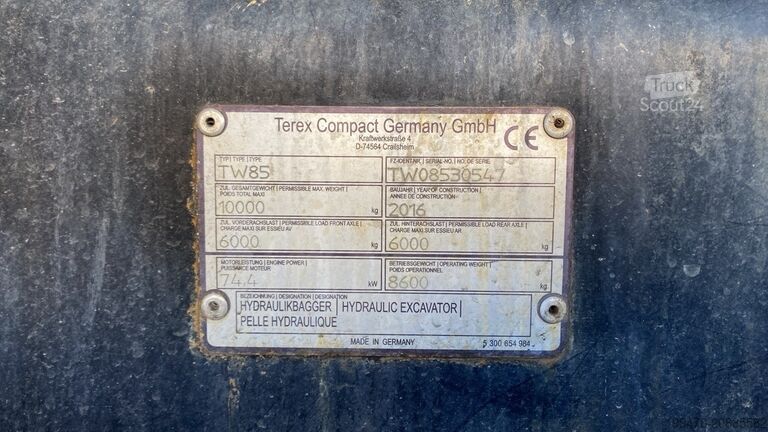 Truck
Scout24
Terex Compact Germany GmbH
Kraftwerkstraße 4
D-74564 Crailsheim
CE
TYP | TYPE | TYPE
TW85
FZ-IDENT.NR. | SERIAL-NO. | NO. DE SERIE
TW08530547
ZUL. GESAMTGEWICHT | PERMISSIBLE MAX. WEIGHT |
POIDS TOTAL MAXI
10000 kg
BAUJAHR | YEAR OF CONSTRUCTION |
ANNEE DE CONSTRUCTION
2016
ZUL. VORDERACHSLAST | PERMISSIBLE LOAD FRONT AXLE |
CHARGE MAXI SUR ESSIEU AV
6000 kg
ZUL. HINTERACHSLAST | PERMISSIBLE LOAD REAR AXLE |
CHARGE MAXI SUR ESSIEU AR
6000 kg
MOTORLEISTUNG | ENGINE POWER |
PUISSANCE MOTEUR
74.4 kW
BETRIEBSGEWICHT | OPERATING WEIGHT |
POIDS OPERATIONNEL
8600 kg
BEZEICHNUNG | DESIGNATION | DESIGNATION
HYDRAULIKBAGGER | HYDRAULIC EXCAVATOR |
PELLE HYDRAULIQUE
MADE IN GERMANY
5 300 654 984